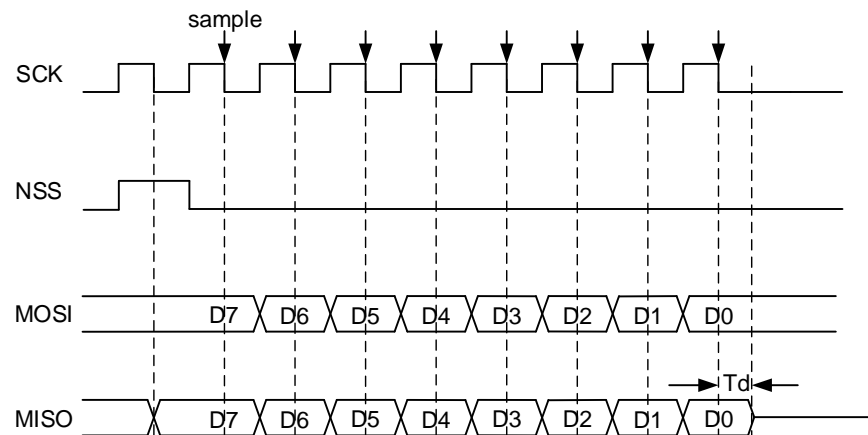 sample
SCK
NSS
MOSI D7 D6 D5 D4 D3 D2 D1 D0
Td
MISO D7 D6 D5 D4 D3 D2 D1 D0